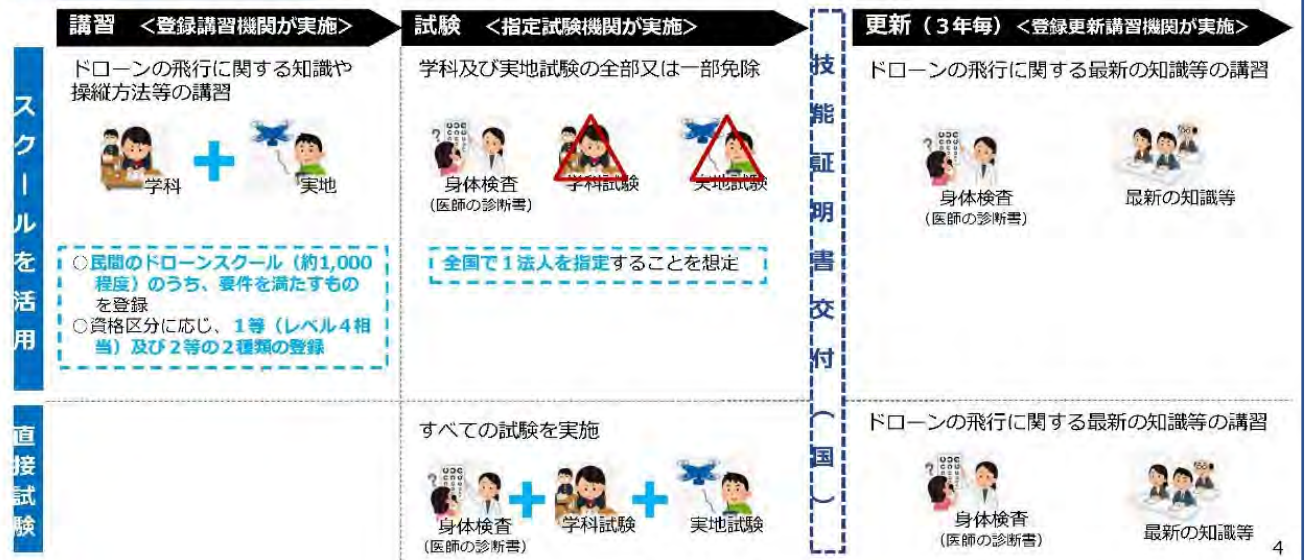 講習　<登録講習機関が実施>
試験　<指定試験機関が実施>
更新（3年毎）<登録更新講習機関が実施>
スクールを活用
ドローンの飛行に関する知識や
操縦方法等の講習
学科
実地
○民間のドローンスクール（約1,000
程度）のうち、要件を満たすもの
を登録
○資格区分に応じ、１等（レベル４相
当）及び２等の２種類の登録
学科及び実地試験の全部又は一部免除
身体検査
(医師の診断書)
学科試験
実地試験
全国で１法人を指定することを想定
技能証明書交付（国）
ドローンの飛行に関する最新の知識等の講習
身体検査
(医師の診断書)
最新の知識等
直接試験
すべての試験を実施
身体検査
(医師の診断書)
学科試験
実地試験
ドローンの飛行に関する最新の知識等の講習
身体検査
(医師の診断書)
最新の知識等
4